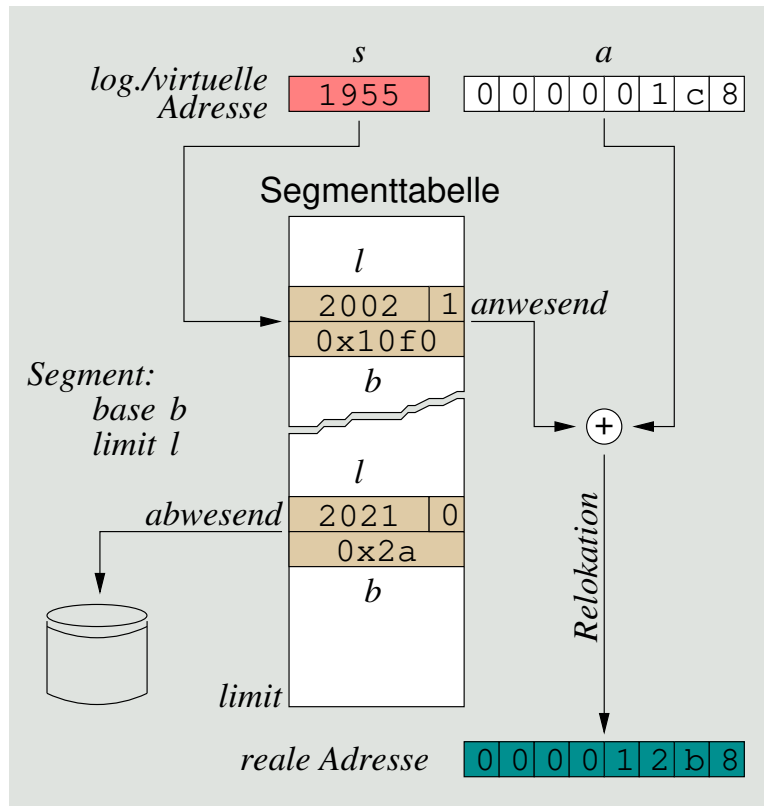 s a
log./virtuelle
Adresse
1955
0 0 0 0 0 1 c 8
Segmenttabelle
l
2002 1
anwesend
0x10f0
b
Segment:
base b
limit l
+
l
abwesend
2021 0
0x2a
b
Relokation
limit
reale Adresse
0 0 0 0 1 2 b 8